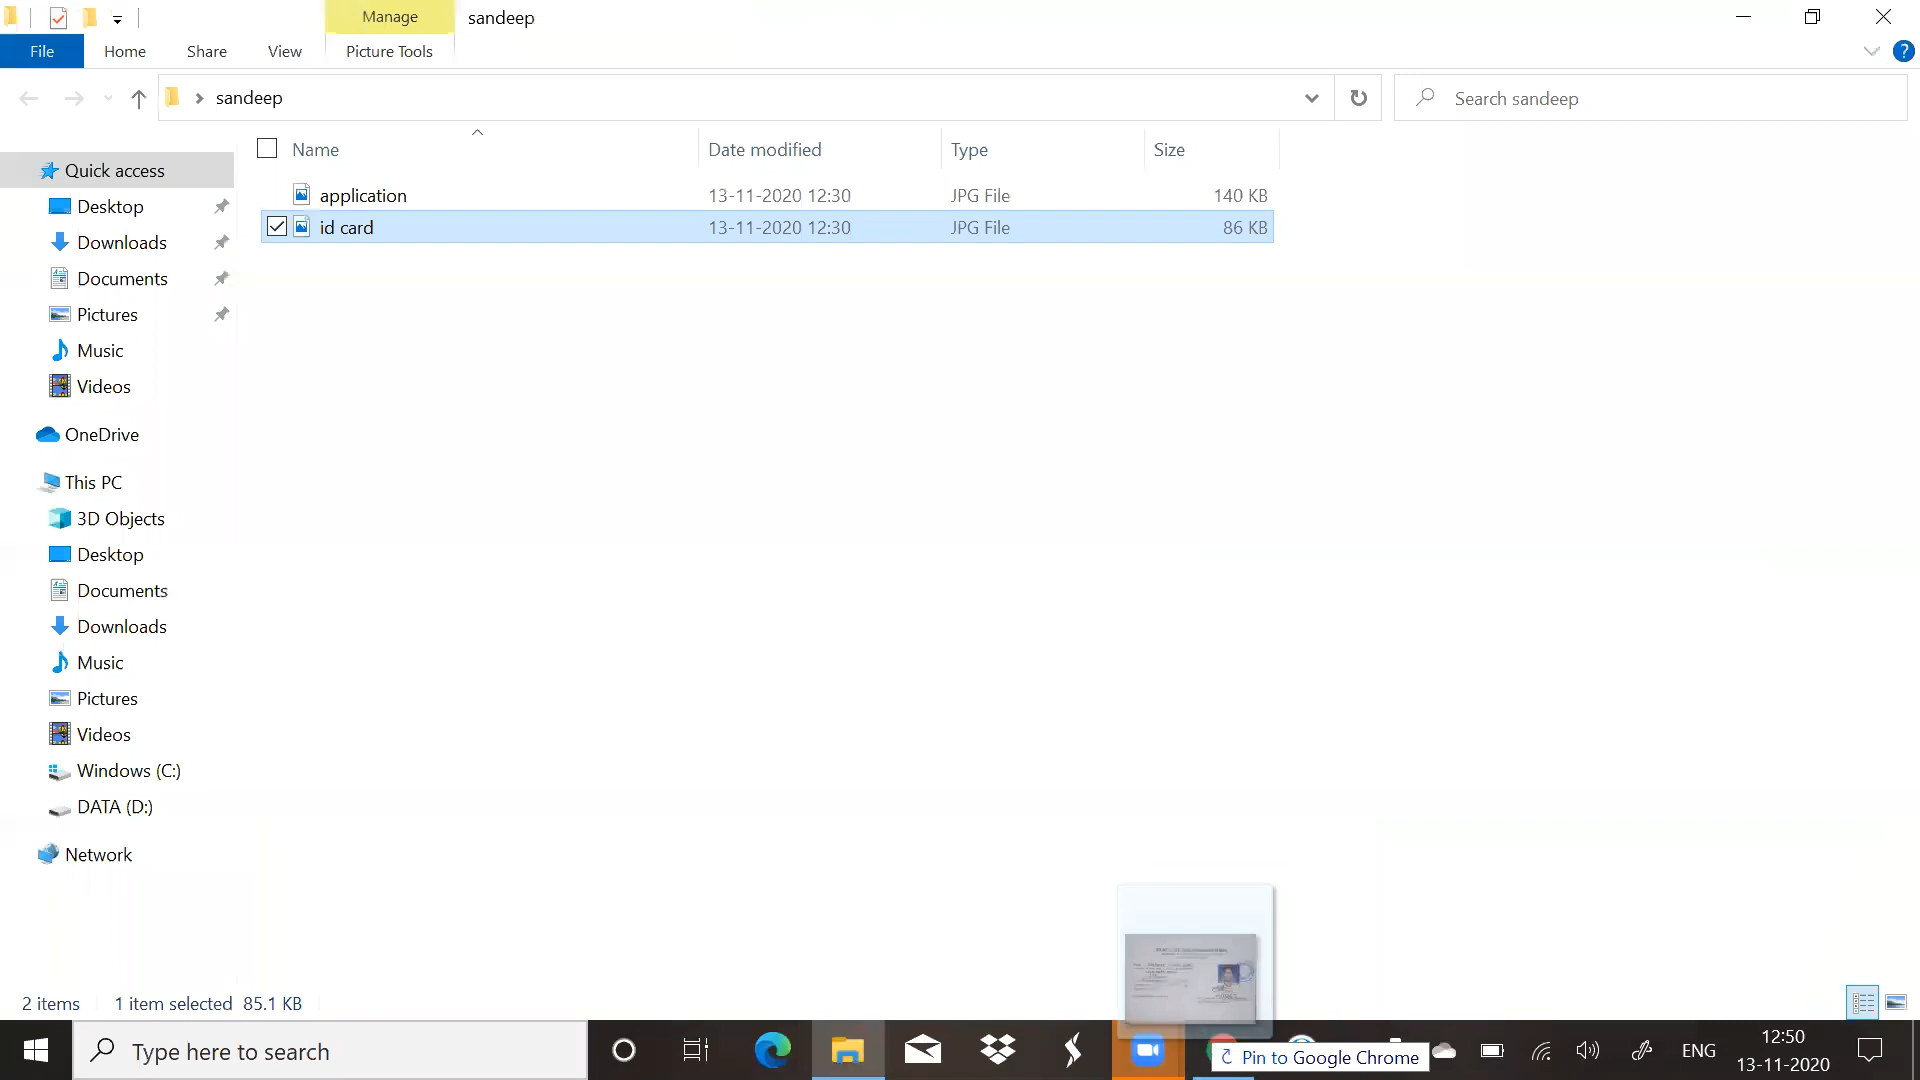 Manage
sandeep
File
Home
Share
View
Picture Tools
sandeep
Search sandeep
Name
Date modified
Type
Size
application
13-11-2020 12:30
JPG File
140 KB
id card
13-11-2020 12:30
JPG File
86 KB
Quick access
Desktop
Downloads
Documents
Pictures
Music
Videos
OneDrive
This PC
3D Objects
Desktop
Documents
Downloads
Music
Pictures
Videos
Windows (C:)
DATA (D:)
Network
2 items
1 item selected 85.1 KB
Type here to search
Pin to Google Chrome
ENG
12:50
13-11-2020